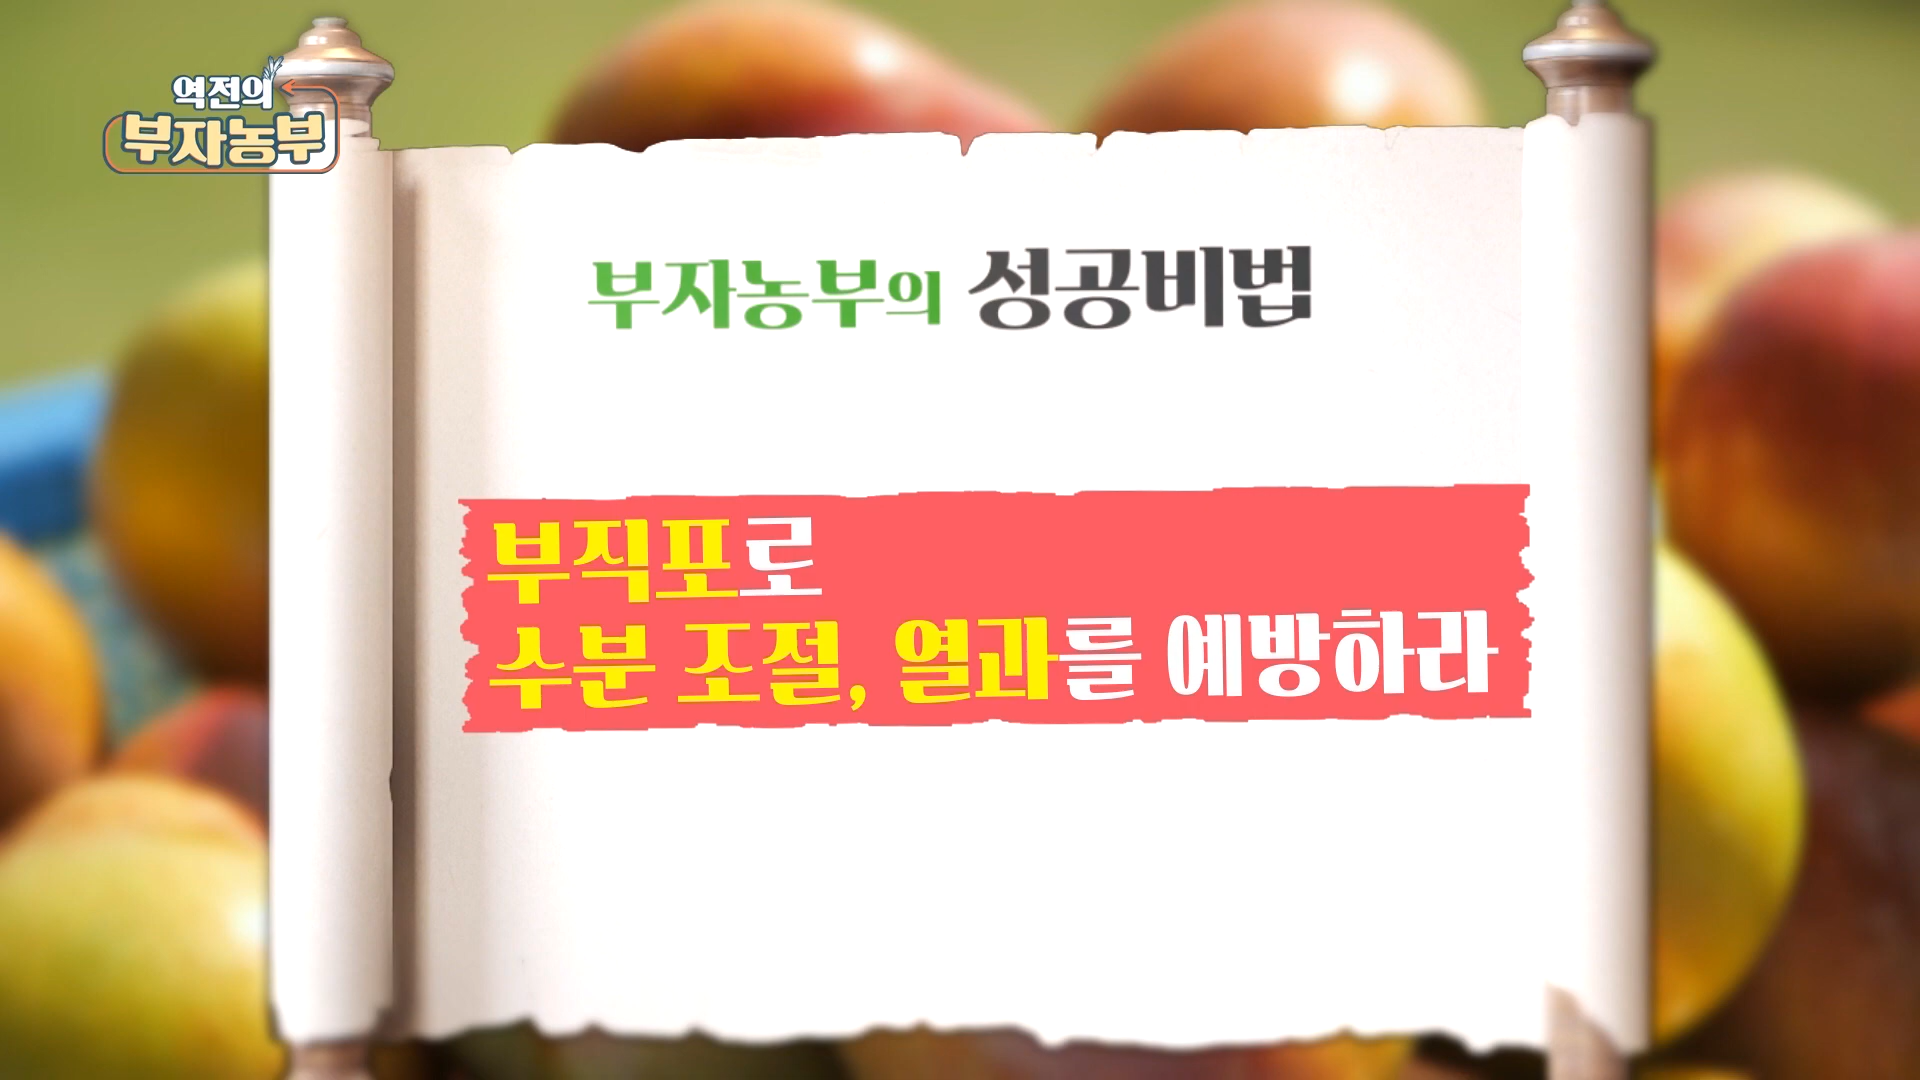 역전의
부자농부
부자농부의 성공비법
부직포로
수분 조절, 열과를 예방하라